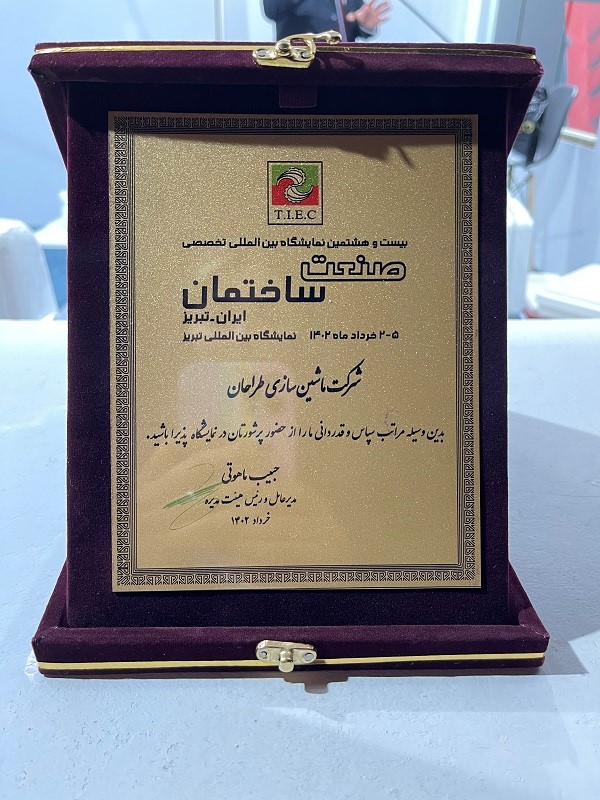 T.I.E.C
بیست و هشتمین نمایشگاه بین المللی تخصصی
صنعت
ساختمان
ایران-تبریز
۲-۵ خرداد ماه ۱۴۰۲ نمایشگاه بین المللی تبریز
شرکت ماشین سازی طراحان
بدین وسیله مراتب سپاس و قدردانی ما را از حضور پرشورتان در نمایشگاه پذیرا باشید.
حبیب ماهوتی
مدیر عامل و رئیس هیئت مدیره
خرداد ۱۴۰۲